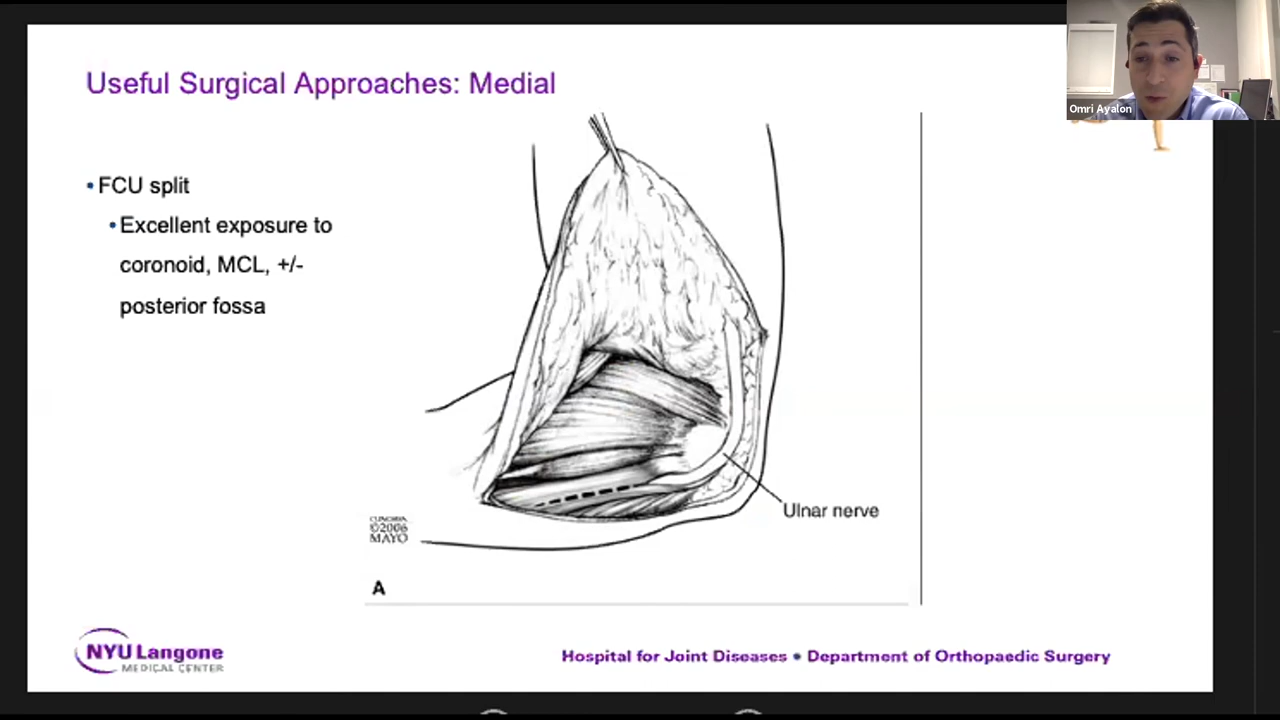 Omri Ayalon
Useful Surgical Approaches: Medial
• FCU split
• Excellent exposure to
coronoid, MCL, +/-
posterior fossa
Ulnar nerve
©2006
MAYO
A
NYU Langone
MEDICAL CENTER
Hospital for Joint Diseases • Department of Orthopaedic Surgery